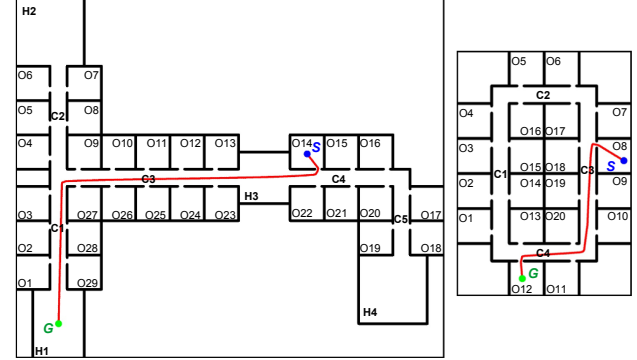 H2
O6 O7
O5 C2 O8
O4 O9 O10 O11 O12 O13 O14 S O15 O16
C3 C4
H3
O3 C1 O27 O26 O25 O24 O23 O22 O21 O20 C5 O17
O2 O28 O19 O18
O1 O29
H4
G
H1
O5 O6
C2
O4 O7
O16 O17
O3 O8
S
O15 O18 C3
C1
O2 O14 O19 O9
O1 O13 O20 O10
C4
G
O12 O11